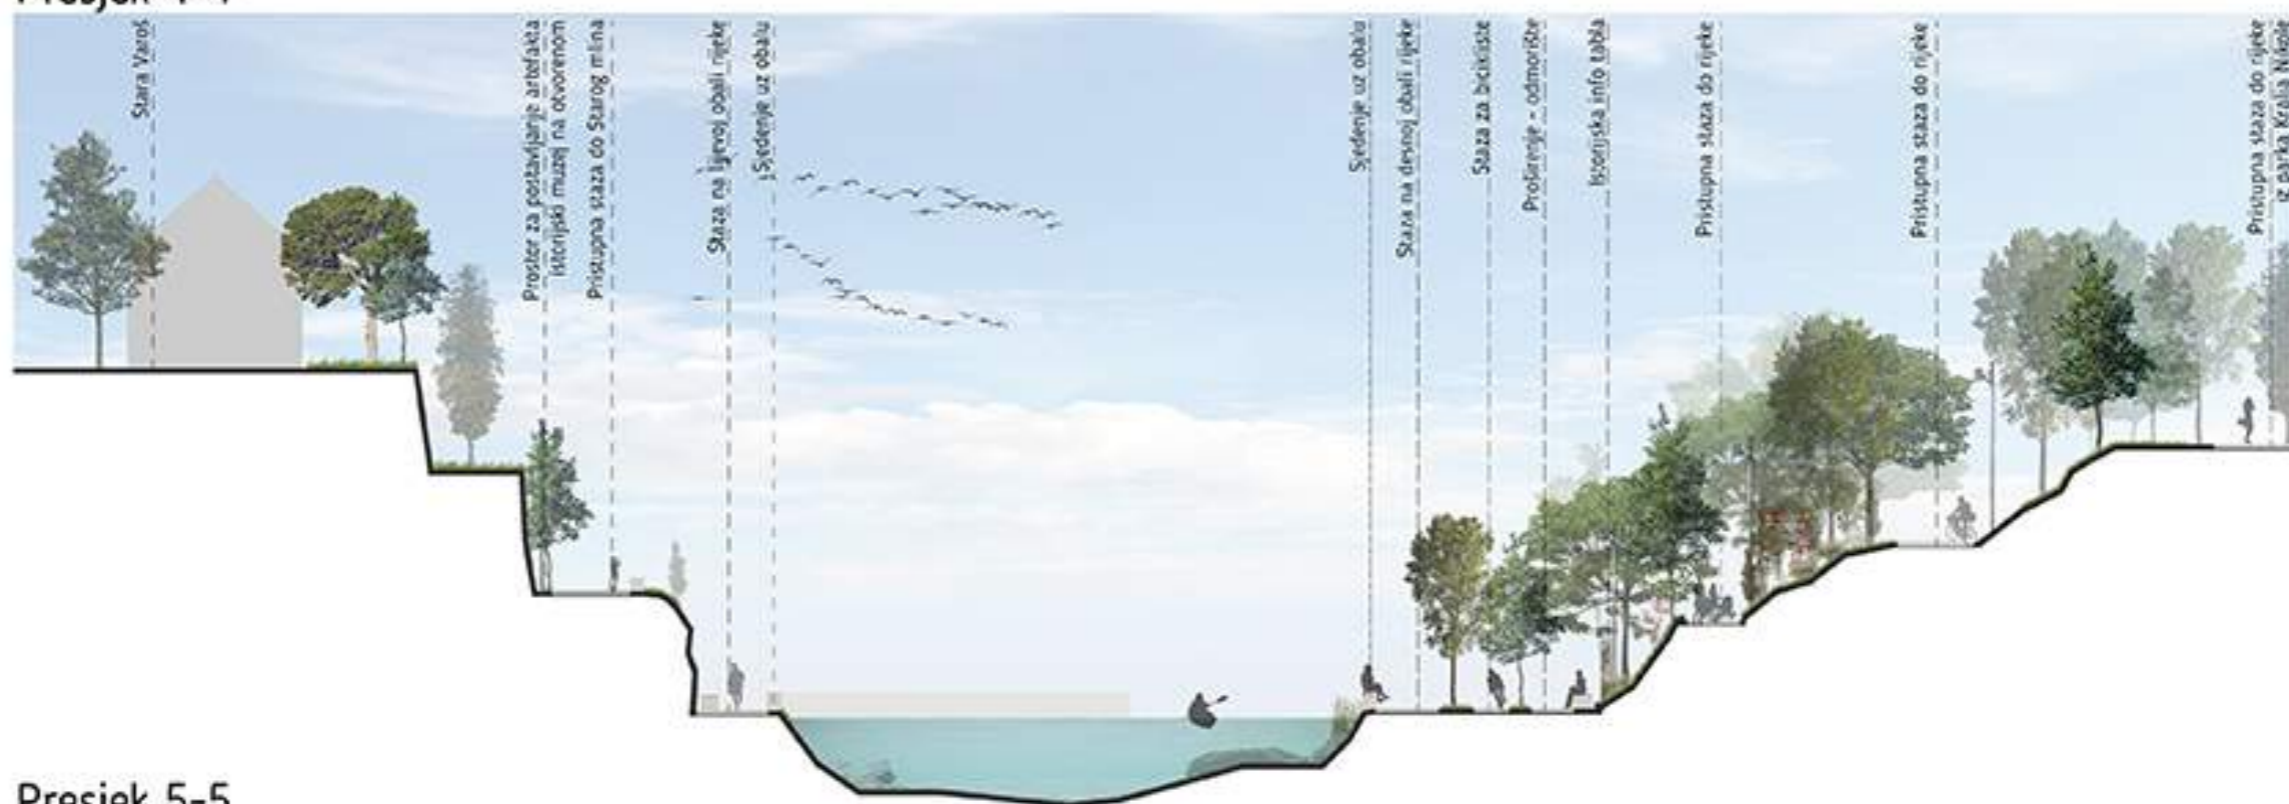 Presjek 4-4
Stara Varoš
Prostor za postavljanje artefakta
istorijski muzej na otvorenom
Pristupna staza do Starog mlina
Staza na lijevoj obali rijeke
Sjedenje uz obalu
Sjedenje uz obalu
Staza na desnoj obali rijeke
Staza za bicikliste
Proširenje - odmorište
Istorijska info tabla
Pristupna staza do rijeke
Pristupna staza do rijeke
Pristupna staza do rijeke
iz parka Kralja Nikole
Presjek 5-5